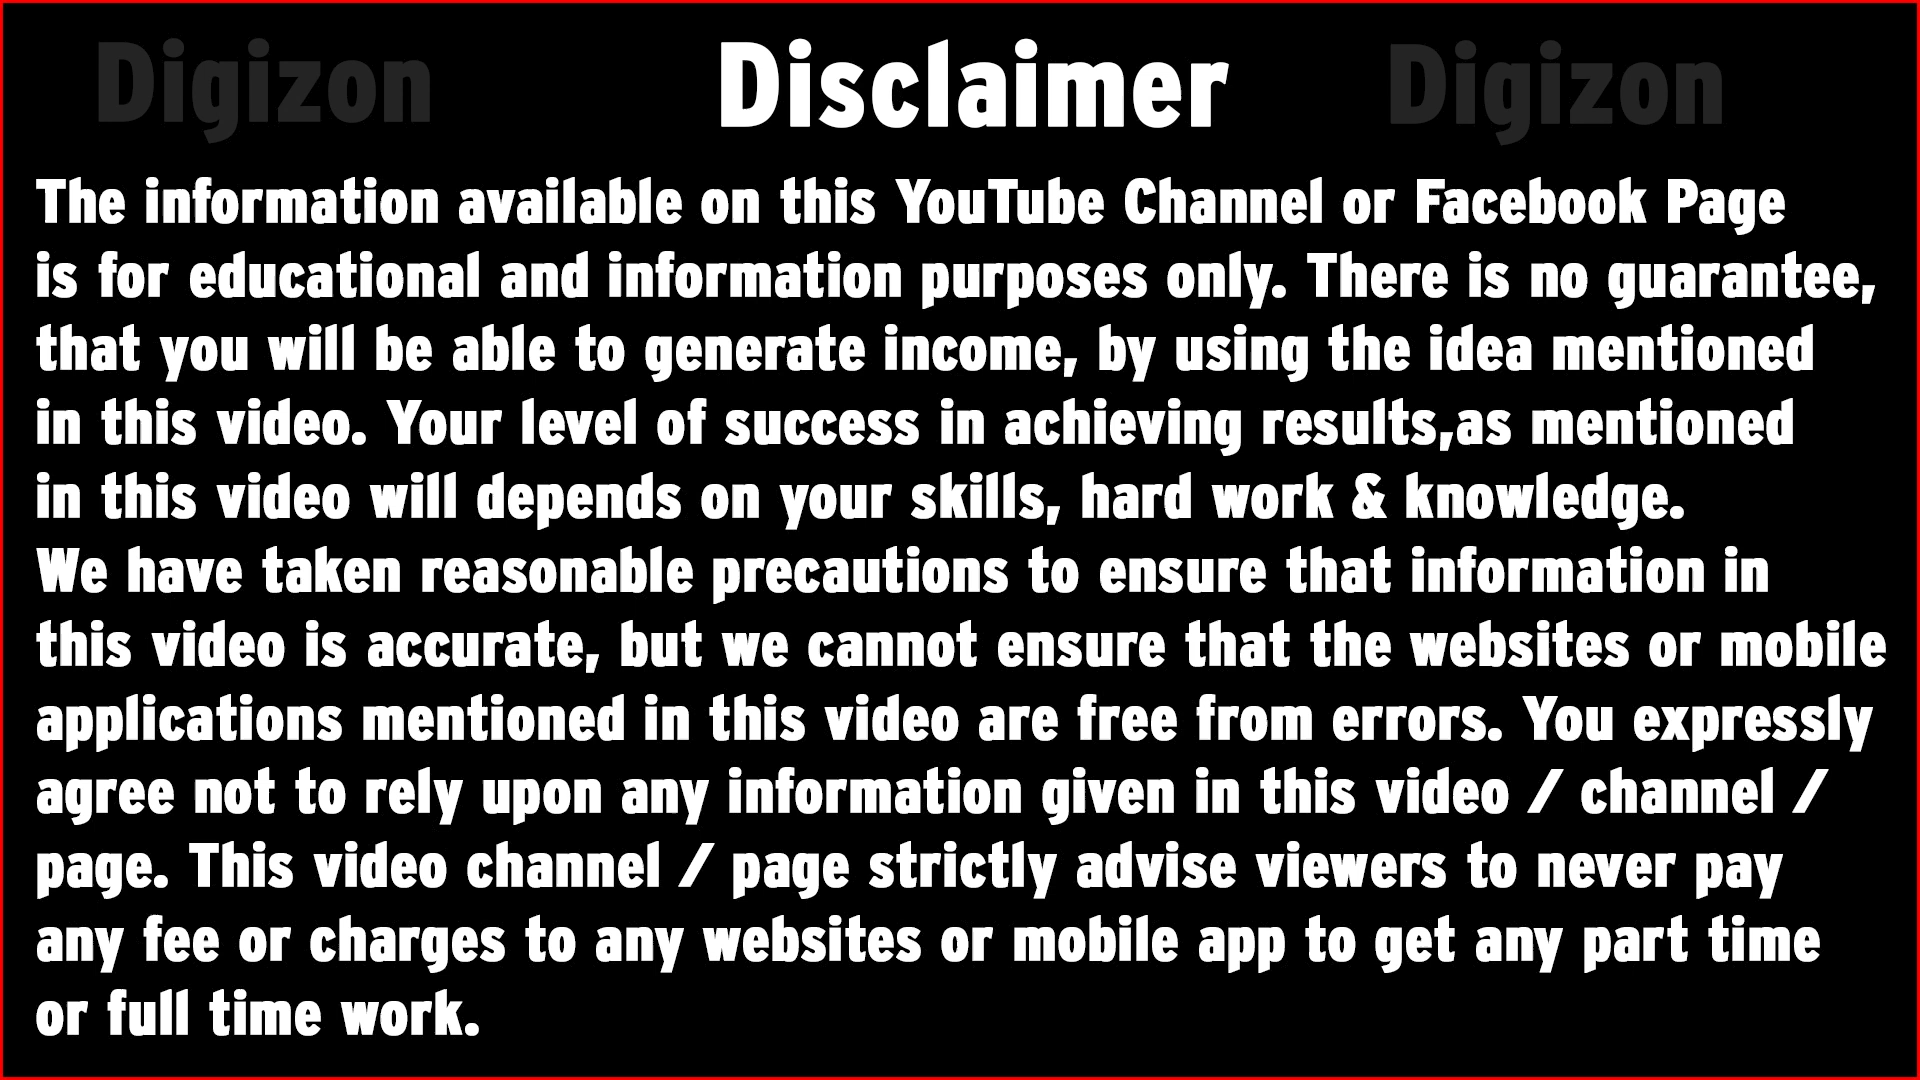 Digizon Disclaimer Digizon
The information available on this YouTube Channel or Facebook Page
is for educational and information purposes only. There is no guarantee,
that you will be able to generate income, by using the idea mentioned
in this video. Your level of success in achieving results,as mentioned
in this video will depends on your skills, hard work & knowledge.
We have taken reasonable precautions to ensure that information in
this video is accurate, but we cannot ensure that the websites or mobile
applications mentioned in this video are free from errors. You expressly
agree not to rely upon any information given in this video / channel /
page. This video channel / page strictly advise viewers to never pay
any fee or charges to any websites or mobile app to get any part time
or full time work.